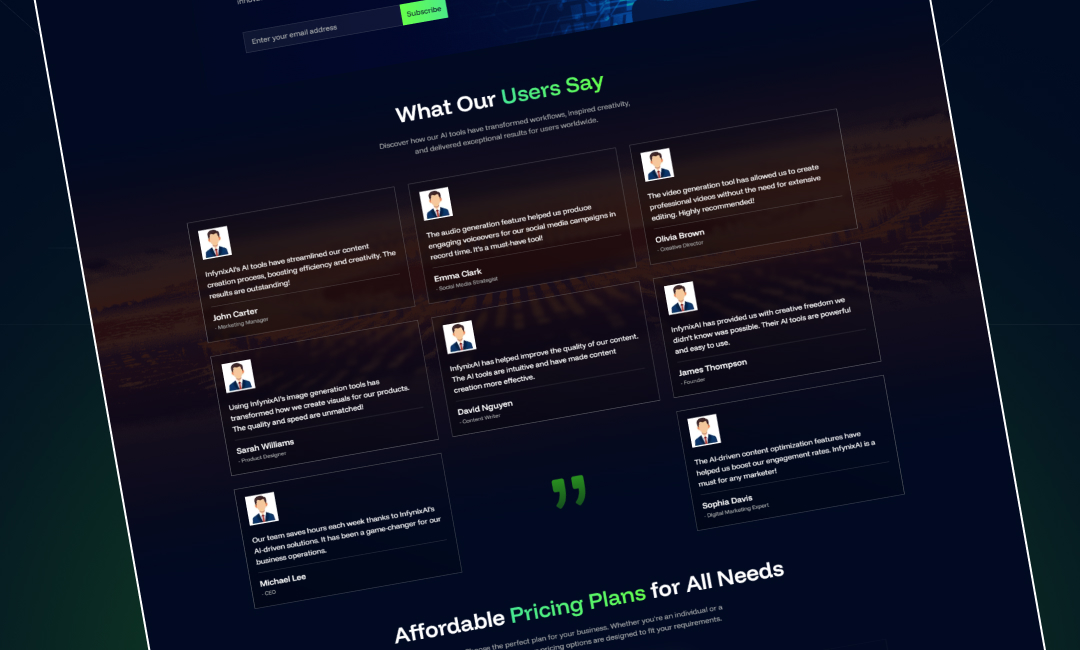 Enter your email address
Subscribe
What Our Users Say
Discover how our AI tools have transformed workflows, inspired creativity,
and delivered exceptional results for users worldwide.
InfynixAI's AI tools have streamlined our content
creation process, boosting efficiency and creativity. The
results are outstanding!
John Carter
- Marketing Manager
The audio generation feature helped us produce
engaging voiceovers for our social media campaigns in
record time. It's a must-have tool!
Emma Clark
- Social Media Strategist
The video generation tool has allowed us to create
professional videos without the need for extensive
editing. Highly recommended!
Olivia Brown
- Creative Director
Using InfynixAI's image generation tools has
transformed how we create visuals for our products.
The quality and speed are unmatched!
Sarah Williams
- Product Designer
InfynixAI has helped improve the quality of our content.
The AI tools are intuitive and have made content
creation more effective.
David Nguyen
- Content Writer
InfynixAI has provided us with creative freedom we
didn't know was possible. Their AI tools are powerful
and easy to use.
James Thompson
- Founder
Our team saves hours each week thanks to InfynixAI's
AI-driven solutions. It has been a game-changer for our
business operations.
Michael Lee
- CEO
The AI-driven content optimization features have
helped us boost our engagement rates. InfynixAI is a
must for any marketer!
Sophia Davis
- Digital Marketing Expert
Affordable Pricing Plans for All Needs
the perfect plan for your business. Whether you're an individual or a
pricing options are designed to fit your requirements.